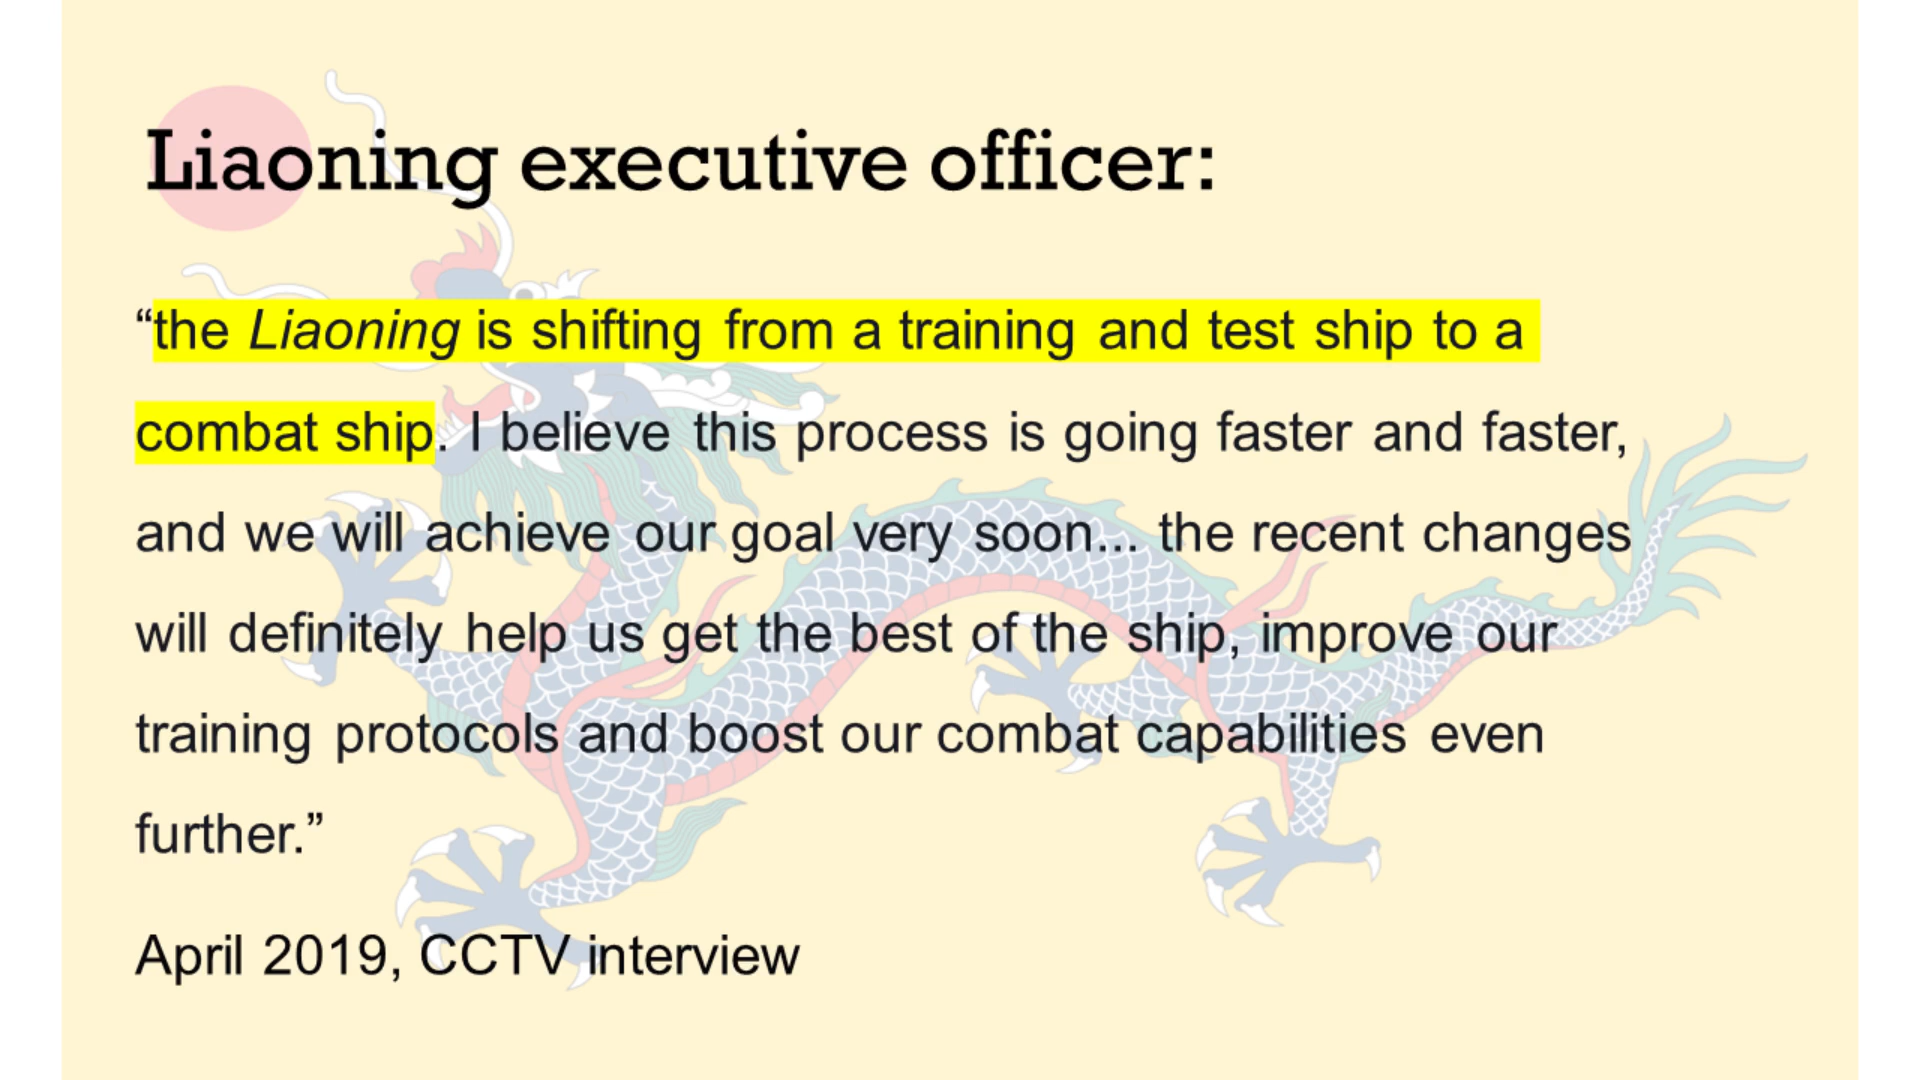 Liaoning executive officer:
“the Liaoning is shifting from a training and test ship to a
combat ship. I believe this process is going faster and faster,
and we will achieve our goal very soon... the recent changes
will definitely help us get the best of the ship, improve our
training protocols and boost our combat capabilities even
further.”
April 2019, CCTV interview